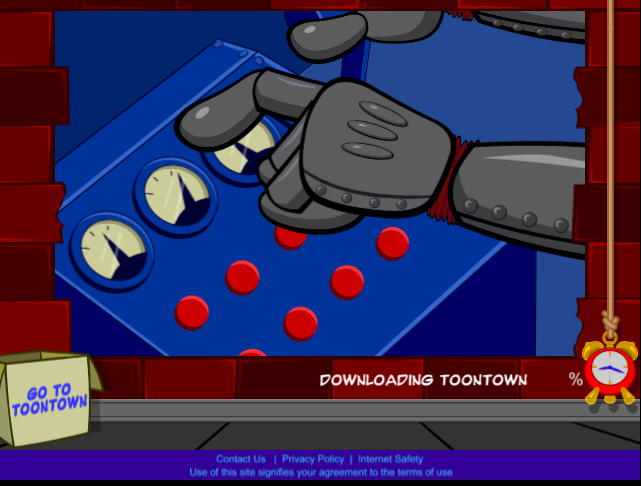 DOWNLOADING TOONTOWN %
GO TO
TOONTOWN
Contact Us | Privacy Policy | Internet Safety
Use of this site signifies your agreement to the terms of use